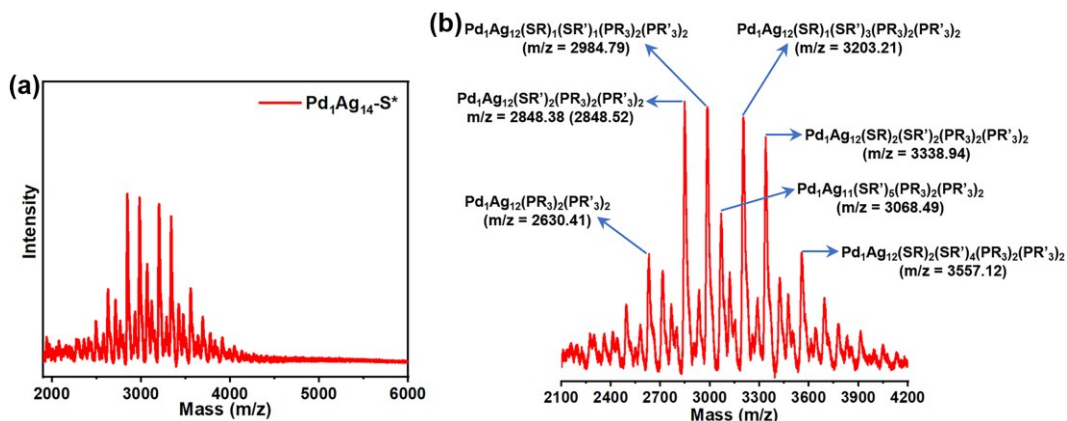 (a)
Pd₁Ag₁₄-S*
Intensity
2000 3000 4000 5000 6000
Mass (m/z)
(b)
Pd₁Ag₁₂(SR)₁(SR')₁(PR₃)₂(PR'₃)₂
(m/z = 2984.79)
Pd₁Ag₁₂(SR)₁(SR')₃(PR₃)₂(PR'₃)₂
(m/z = 3203.21)
Pd₁Ag₁₂(SR')₂(PR₃)₂(PR'₃)₂
m/z = 2848.38 (2848.52)
Pd₁Ag₁₂(SR)₂(SR')₂(PR₃)₂(PR'₃)₂
(m/z = 3338.94)
Pd₁Ag₁₂(PR₃)₂(PR'₃)₂
(m/z = 2630.41)
Pd₁Ag₁₁(SR')₅(PR₃)₂(PR'₃)₂
(m/z = 3068.49)
Pd₁Ag₁₂(SR)₂(SR')₄(PR₃)₂(PR'₃)₂
(m/z = 3557.12)
2100 2400 2700 3000 3300 3600 3900 4200
Mass (m/z)